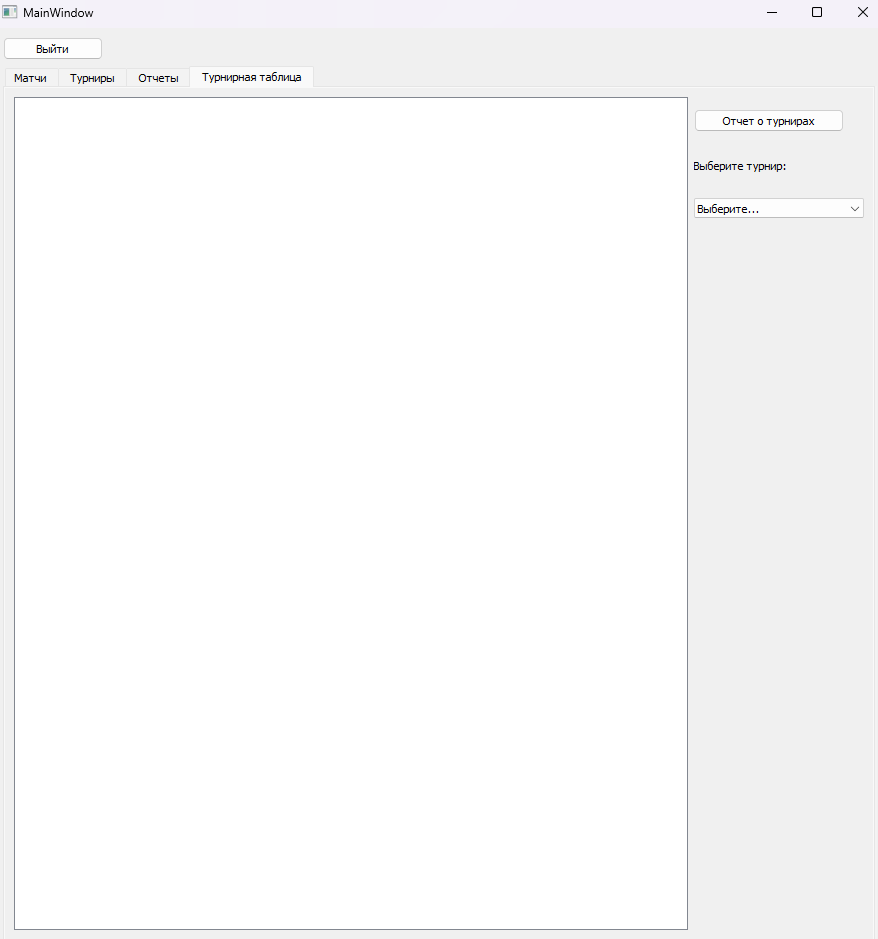 MainWindow
Выйти
Матчи Турниры Отчеты Турнирная таблица
Отчет о турнирах
Выберите турнир:
Выберите...